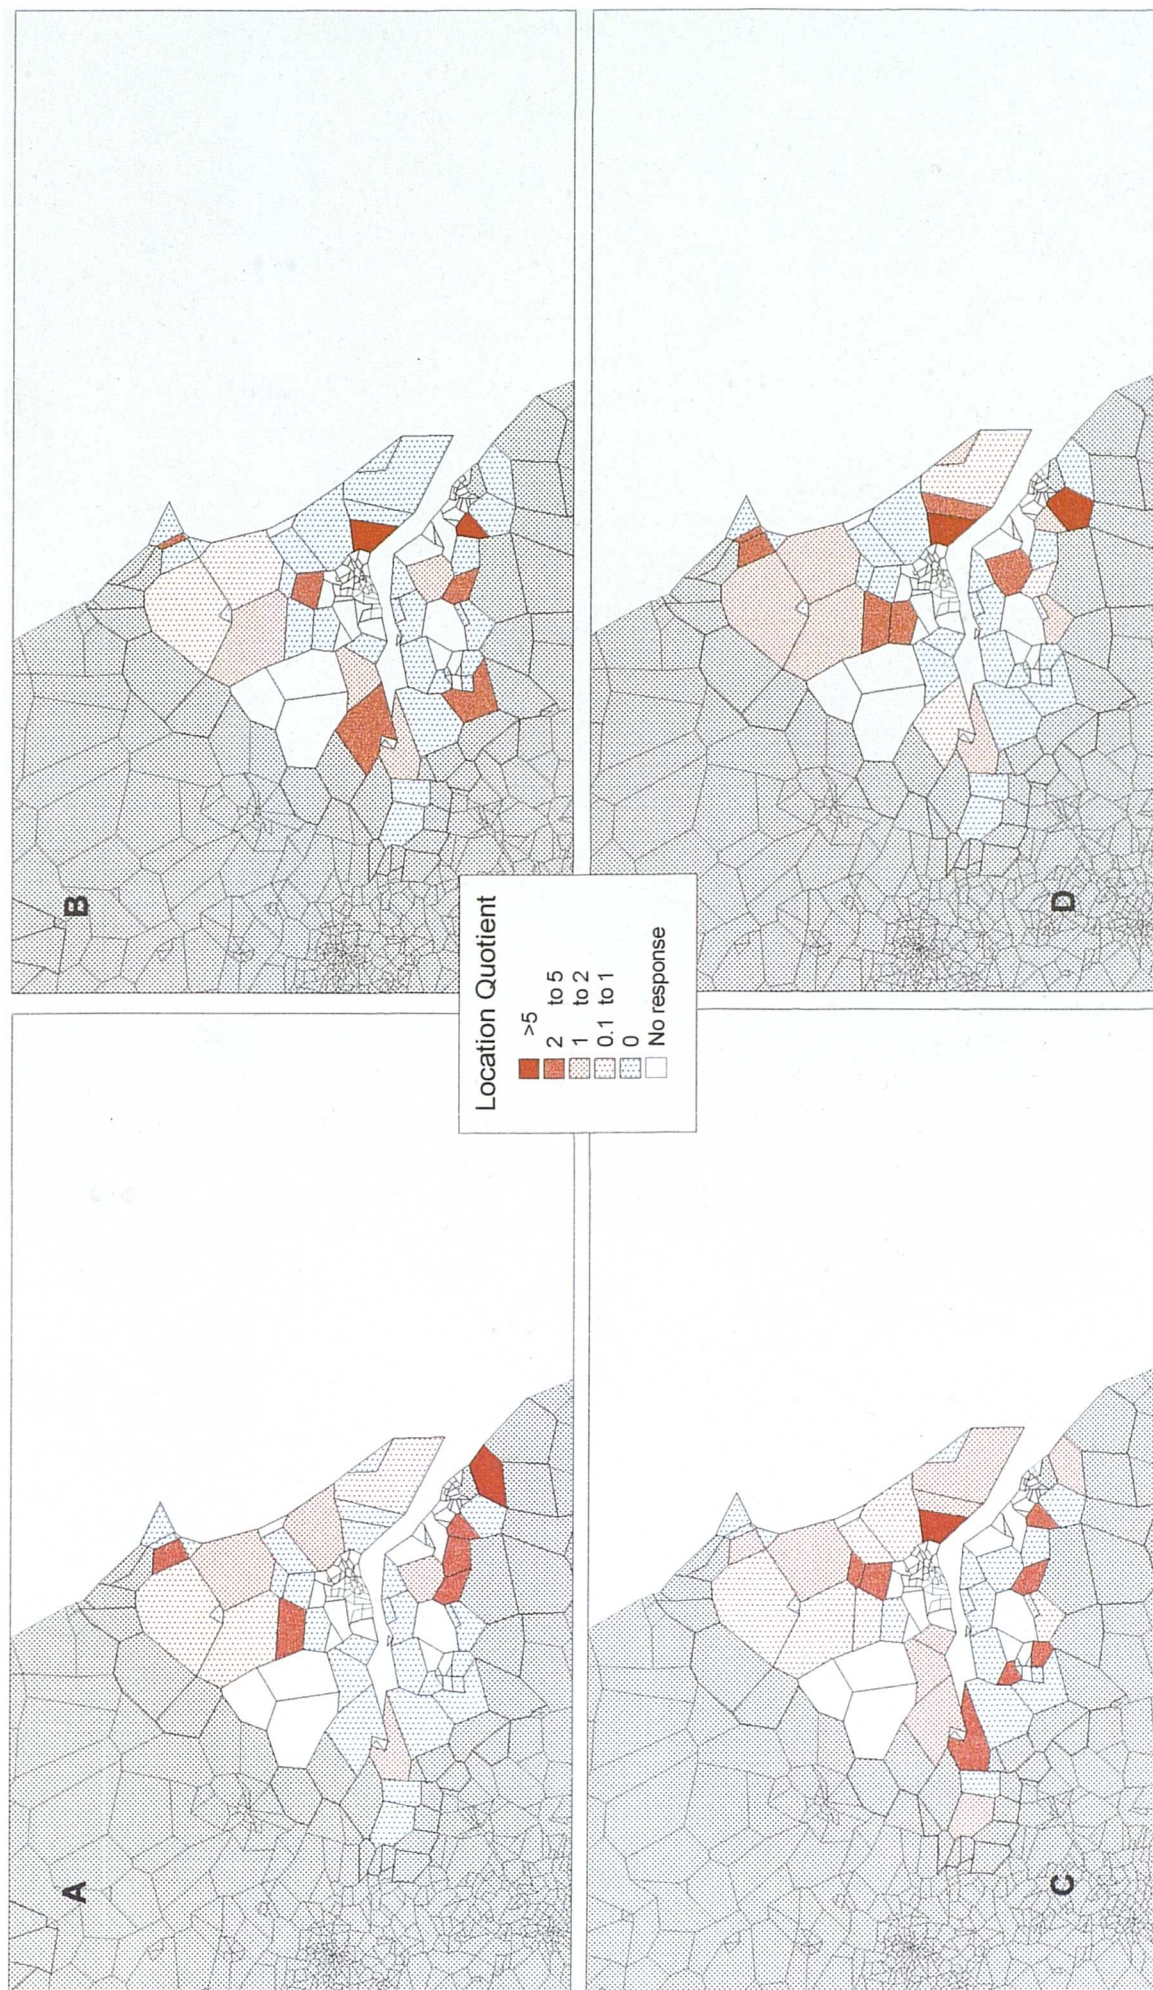 A
B
C
D
Location Quotient
>5
2 to 5
1 to 2
0.1 to 1
0
No response